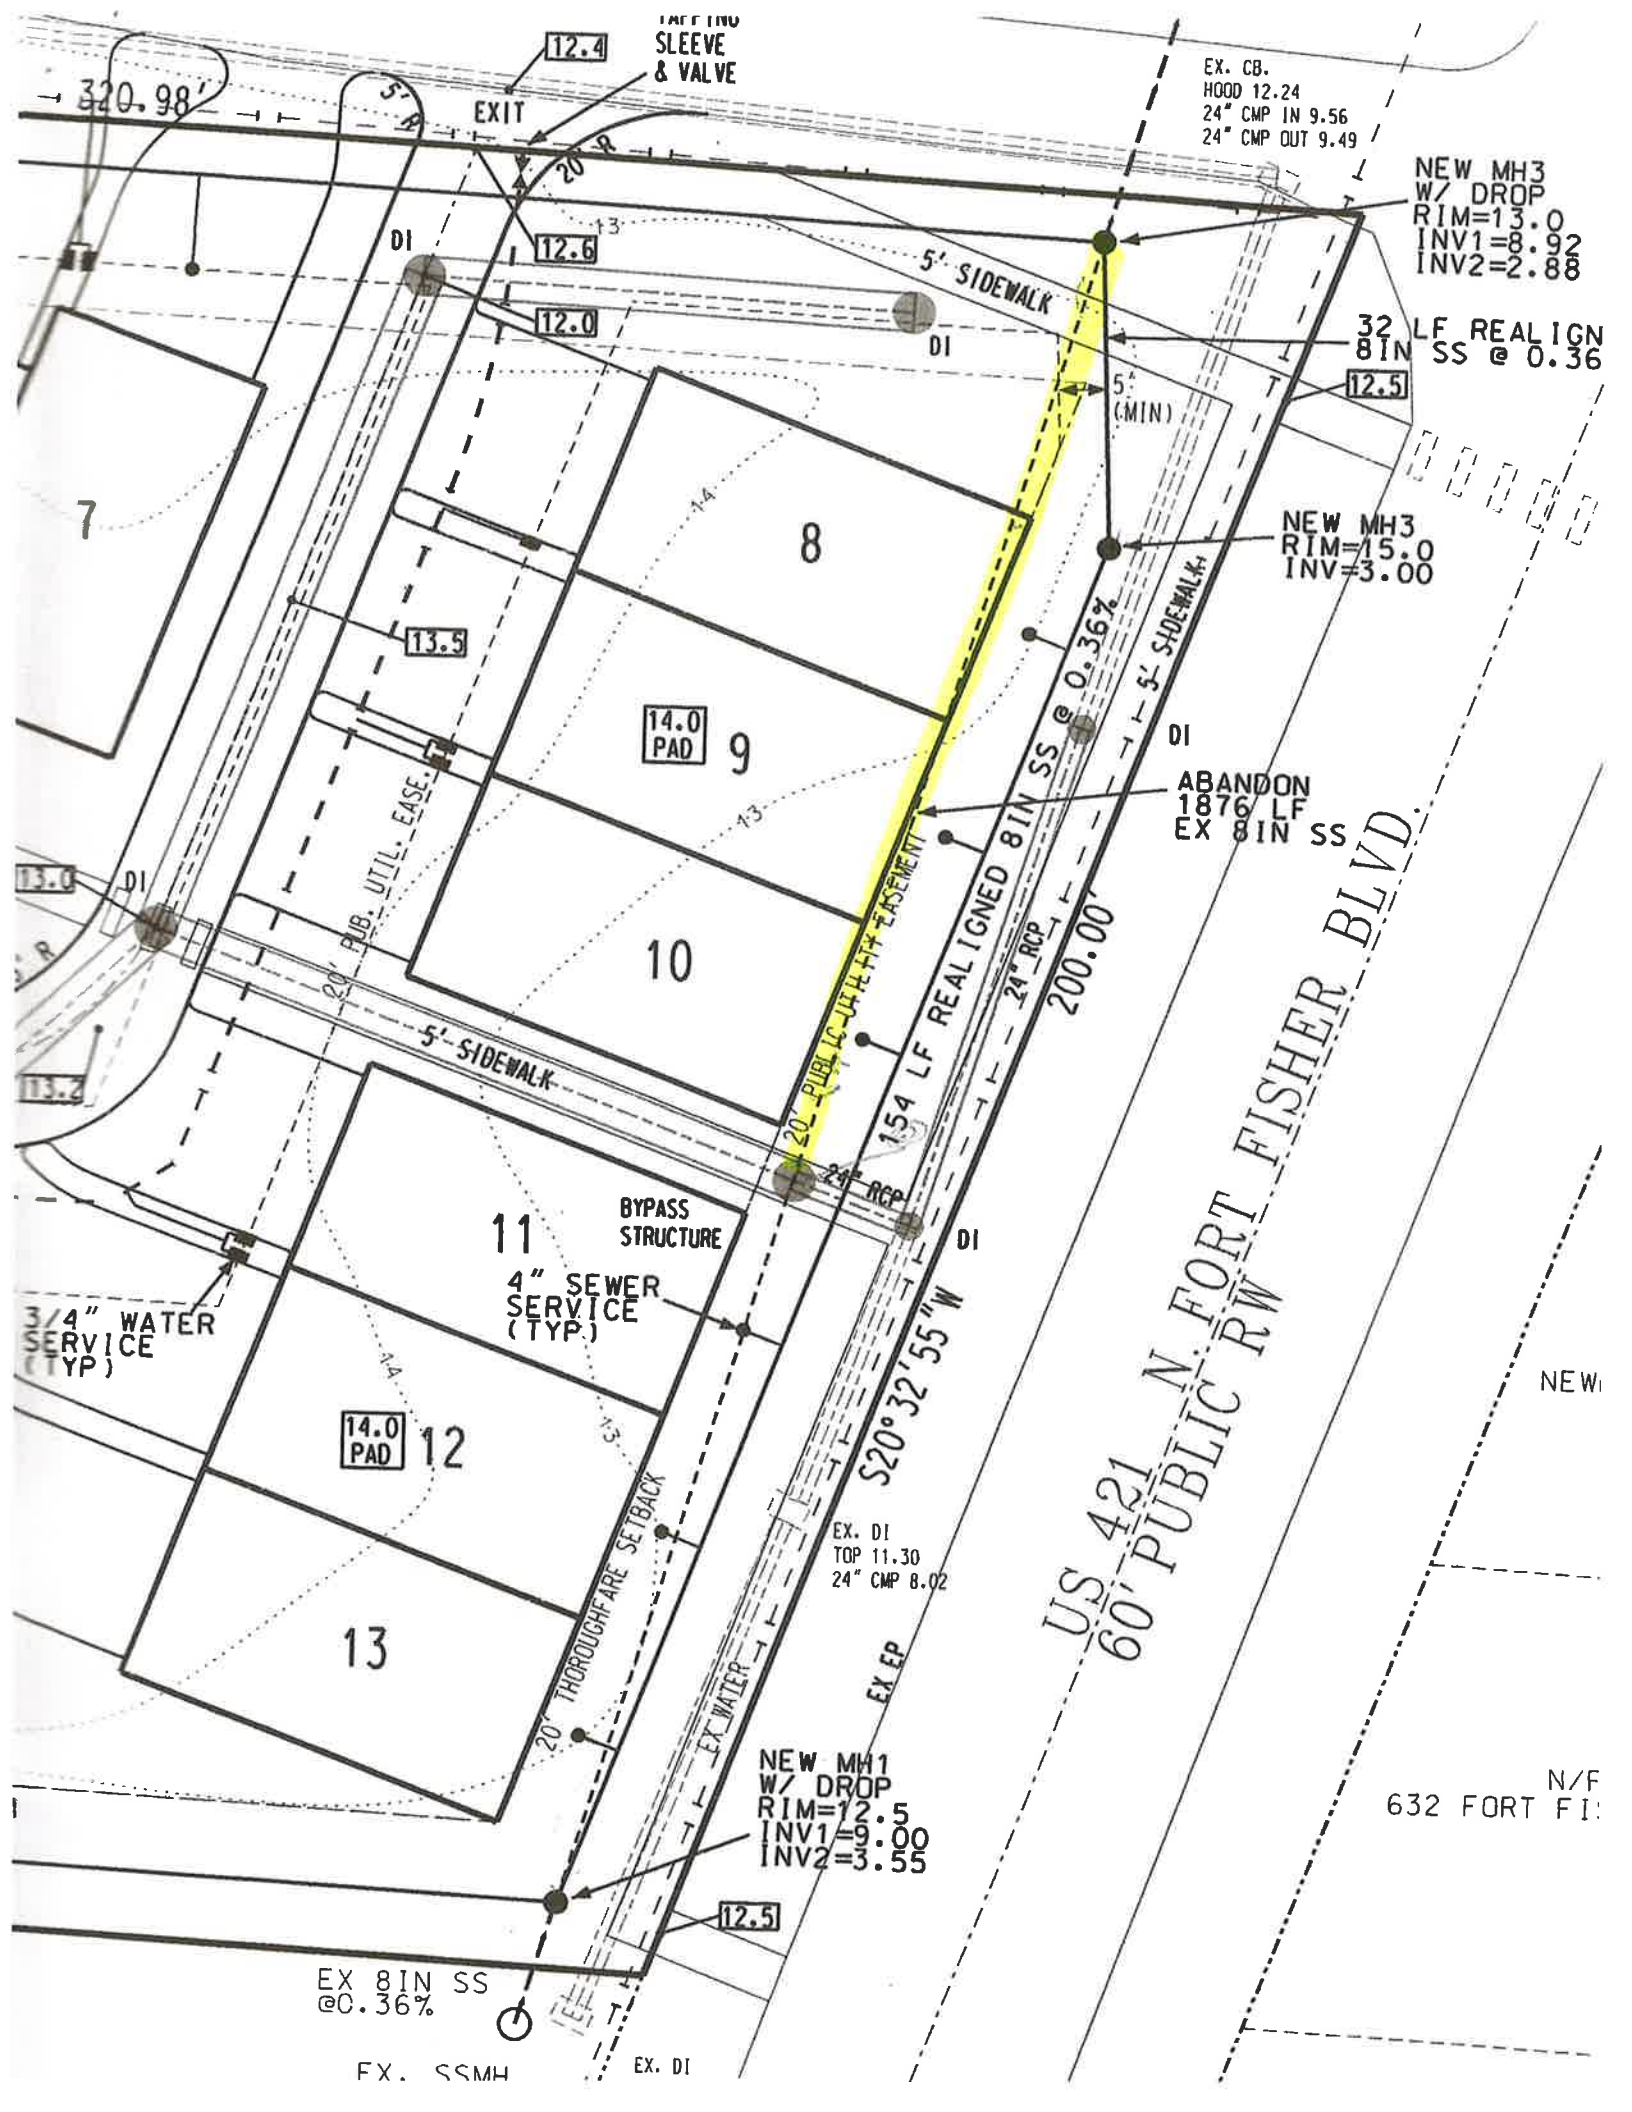 SLEEVE
& VALVE
12.4
EX. CB.
HOOD 12.24
24" CMP IN 9.56
24" CMP OUT 9.49
320.98'
5' R
EXIT
20' R
NEW MH3
W/ DROP
RIM=13.0
INV1=8.92
INV2=2.88
DI
12.6
13
5' SIDEWALK
12.0
DI
32 LF REALIGN
8IN SS @ 0.36
12.5
5'
(MIN)
7
14
8
NEW MH3
RIM=15.0
INV=3.00
13.5
5' SIDEWALK
14.0
PAD
9
DI
13
ABANDON
1876 LF
EX 8IN SS
20' PUB. UTIL. EASE.
13.0
DI
10
20' PUBLIC UTILITY EASEMENT
154 LF REALIGNED 8IN SS @ 0.36%
24" RCP
200.00'
R
5' SIDEWALK
13.2
24" RCP
BYPASS
STRUCTURE
DI
11
4" SEWER
SERVICE
(TYP.)
3/4" WATER
SERVICE
(TYP)
14
S20°32'55"W
US 421 N. FORT FISHER BLVD.
60' PUBLIC RW
NEW
14.0
PAD
12
13
20' THOROUGHFARE SETBACK
EX. DI
TOP 11.30
24" CMP 8.02
13
EX WATER
EX EP
NEW MH1
W/ DROP
RIM=12.5
INV1=9.00
INV2=3.55
N/F
632 FORT FI
12.5
EX 8IN SS
@0.36%
EX. SSMH
EX. DI